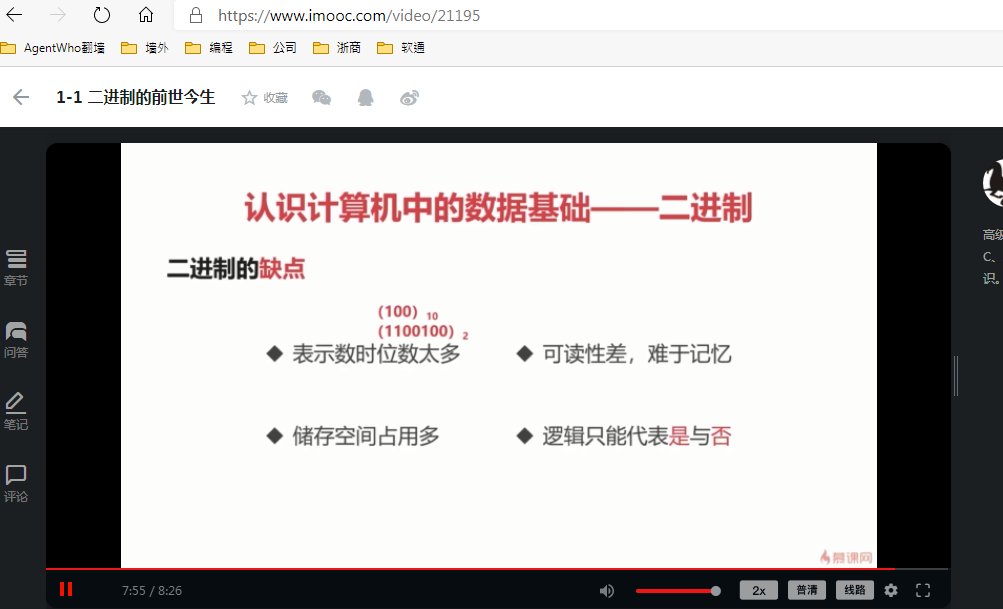 https://www.imooc.com/video/21195
AgentWho翻墙 墙外 编程 公司 浙商 软通
1-1 二进制的前世今生 收藏
认识计算机中的数据基础——二进制
二进制的缺点
(100) 10
(1100100) 2
◆ 表示数时位数太多 ◆ 可读性差，难于记忆
◆ 储存空间占用多 ◆ 逻辑只能代表是与否
慕课网
章节
问答
笔记
评论
高级
C、
识。
7:55 / 8:26 2x 普清 线路